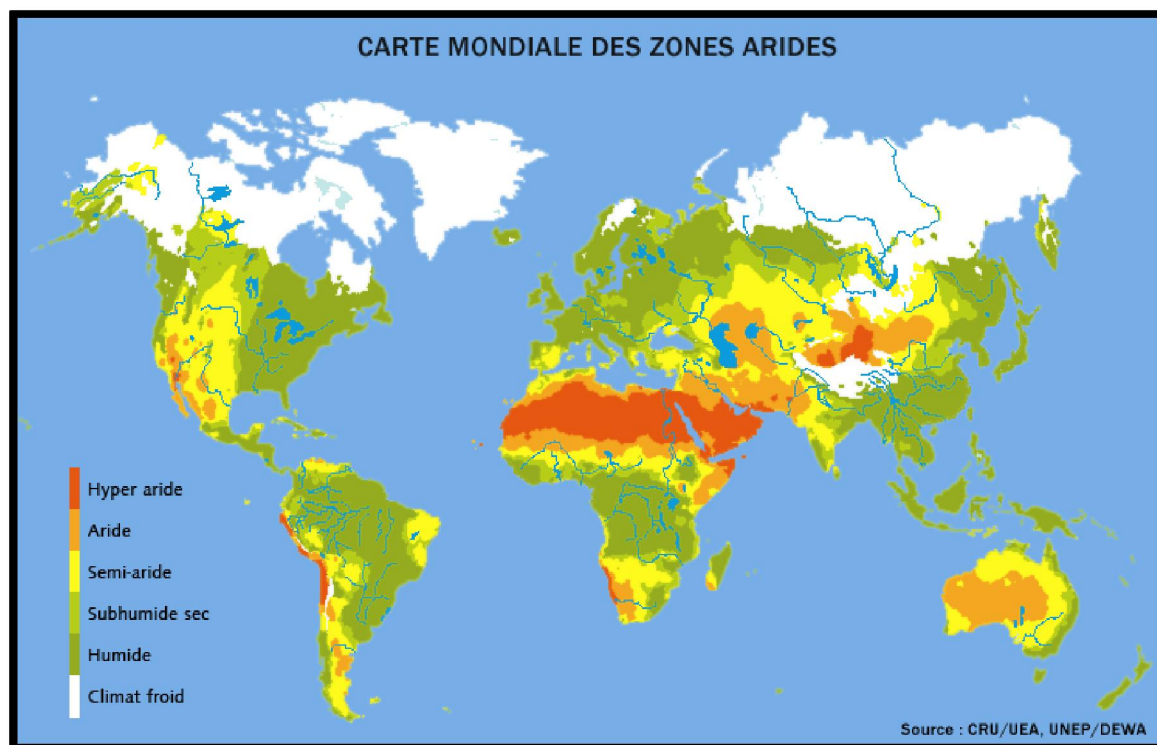 CARTE MONDIALE DES ZONES ARIDES
Hyper aride
Aride
Semi-aride
Subhumide sec
Humide
Climat froid
Source : CRU/UEA, UNEP/DEWA